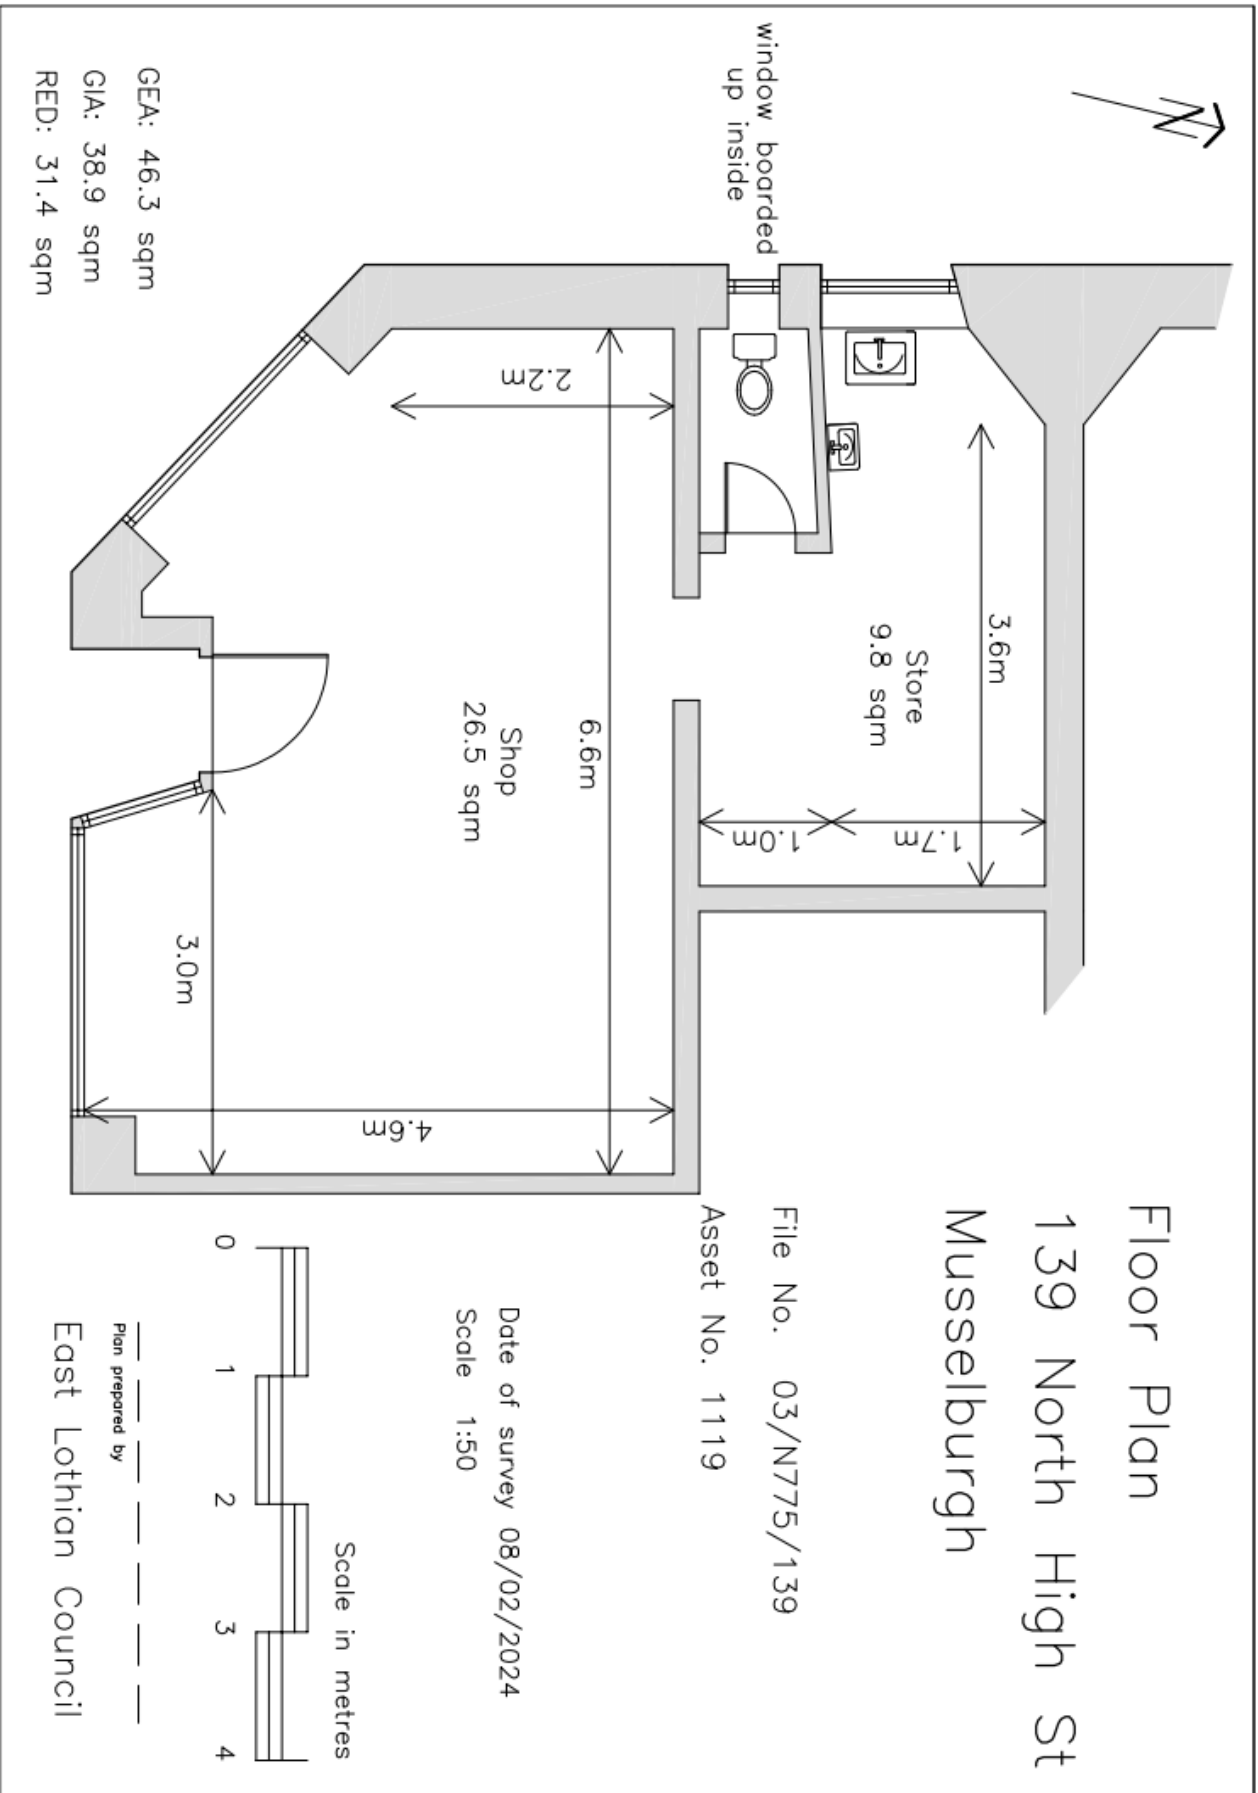 Floor Plan
139 North High St
Musselburgh
File No. 03/N775/139
Asset No. 1119
Date of survey 08/02/2024
Scale 1:50
Scale in metres
0 1 2 3 4
Plan prepared by
East Lothian Council
N
window boarded
up inside
3.6m
Store
9.8 sqm
1.7m
1.0m
6.6m
Shop
26.5 sqm
2.2m
4.6m
3.0m
GEA: 46.3 sqm
GIA: 38.9 sqm
RED: 31.4 sqm